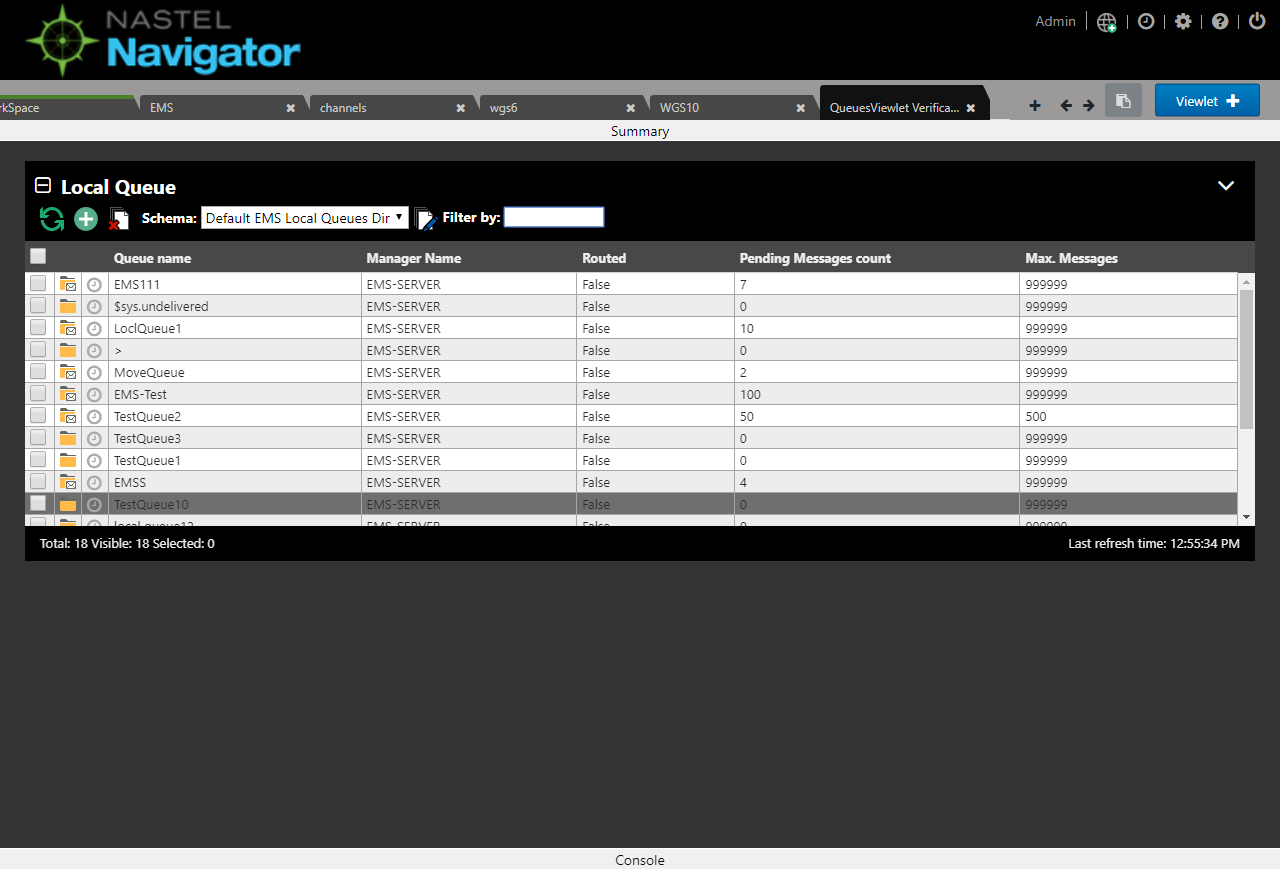 NASTEL
Navigator
Admin
rkSpace EMS channels wgs6 WGS10 QueuesViewlet Verifica... Viewlet
Summary
Local Queue
Schema: Default EMS Local Queues Dir Filter by:
Queue name Manager Name Routed Pending Messages count Max. Messages
EMS111 EMS-SERVER False 7 999999
$sys.undelivered EMS-SERVER False 0 999999
LoclQueue1 EMS-SERVER False 10 999999
> EMS-SERVER False 0 999999
MoveQueue EMS-SERVER False 2 999999
EMS-Test EMS-SERVER False 100 999999
TestQueue2 EMS-SERVER False 50 500
TestQueue3 EMS-SERVER False 0 999999
TestQueue1 EMS-SERVER False 0 999999
EMSS EMS-SERVER False 4 999999
TestQueue10 EMS-SERVER False 0 999999
EMS-SERVER False 0 999999
Total: 18 Visible: 18 Selected: 0 Last refresh time: 12:55:34 PM
Console